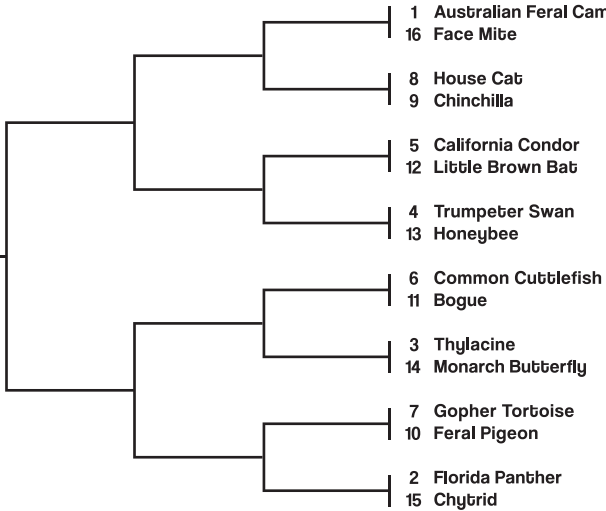 1 Australian Feral Cam
16 Face Mite
8 House Cat
9 Chinchilla
5 California Condor
12 Little Brown Bat
4 Trumpeter Swan
13 Honeybee
6 Common Cuttlefish
11 Bogue
3 Thylacine
14 Monarch Butterfly
7 Gopher Tortoise
10 Feral Pigeon
2 Florida Panther
15 Chytrid